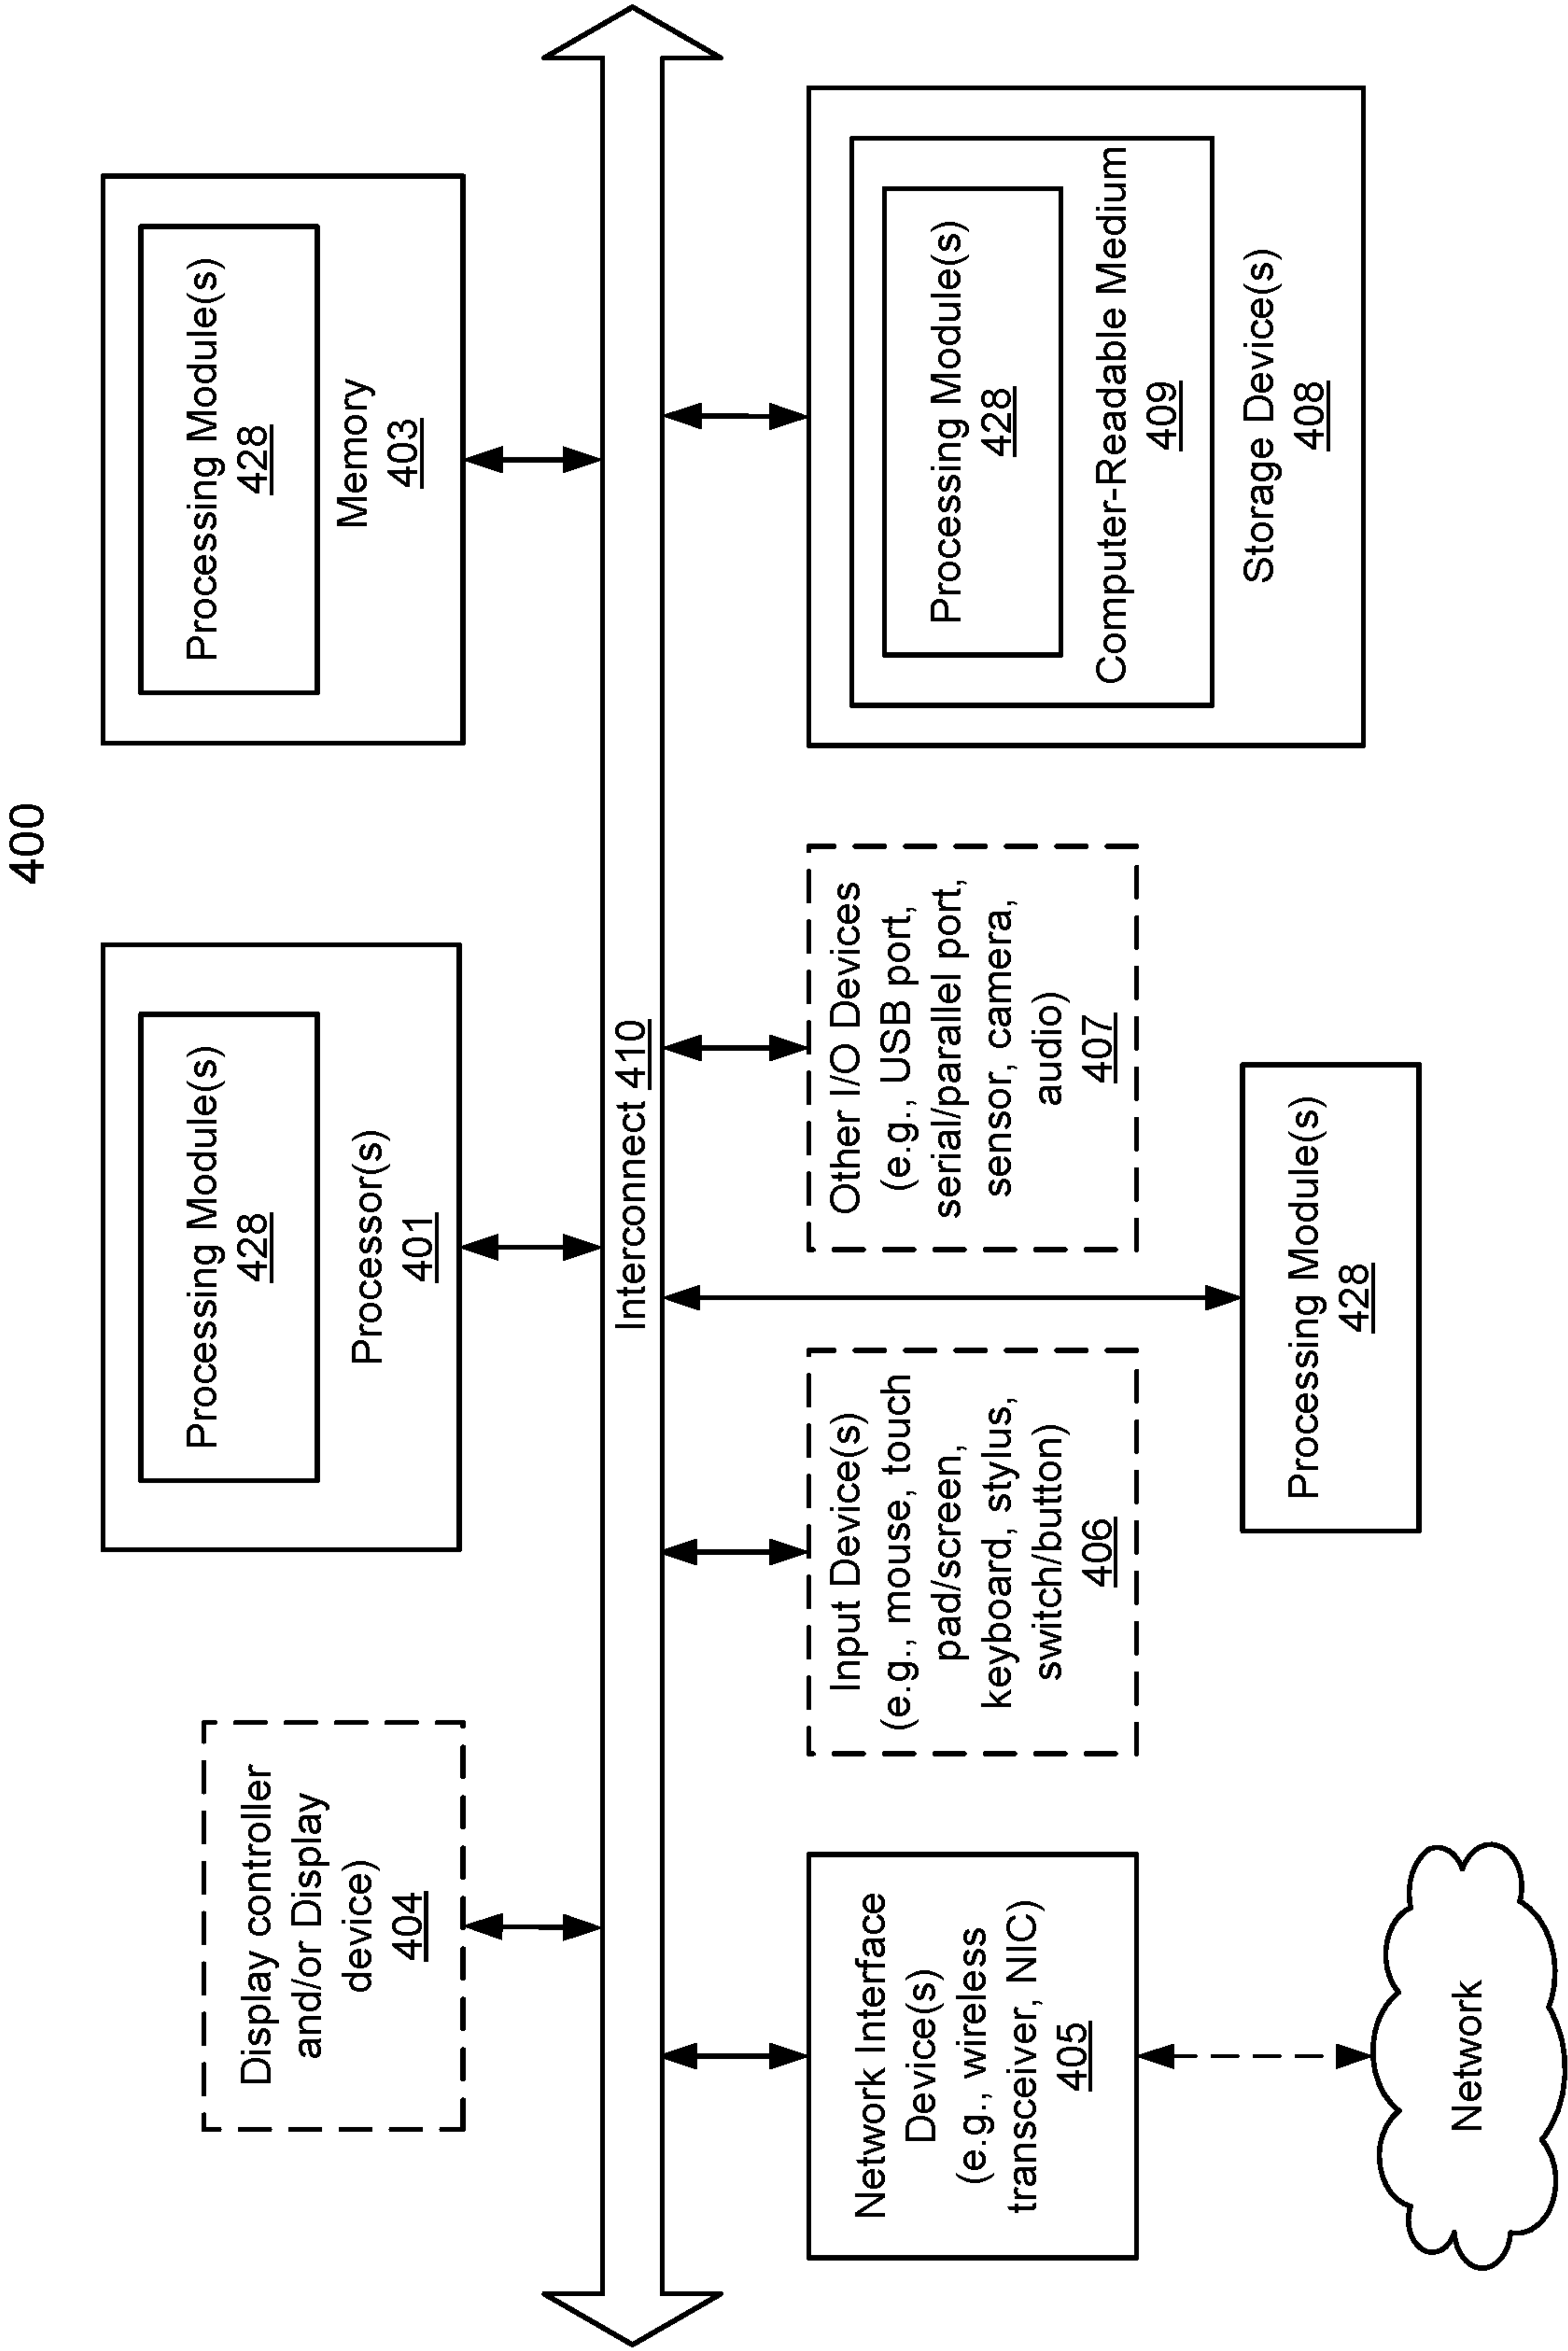 400
Display controller
and/or Display
device)
404
Processing Module(s)
428
Processor(s)
401
Processing Module(s)
428
Memory
403
Interconnect 410
Network Interface
Device(s)
(e.g., wireless
transceiver, NIC)
405
Input Device(s)
(e.g., mouse, touch
pad/screen,
keyboard, stylus,
switch/button)
406
Other I/O Devices
(e.g., USB port,
serial/parallel port,
sensor, camera,
audio)
407
Processing Module(s)
428
Computer-Readable Medium
409
Storage Device(s)
408
Processing Module(s)
428
Network